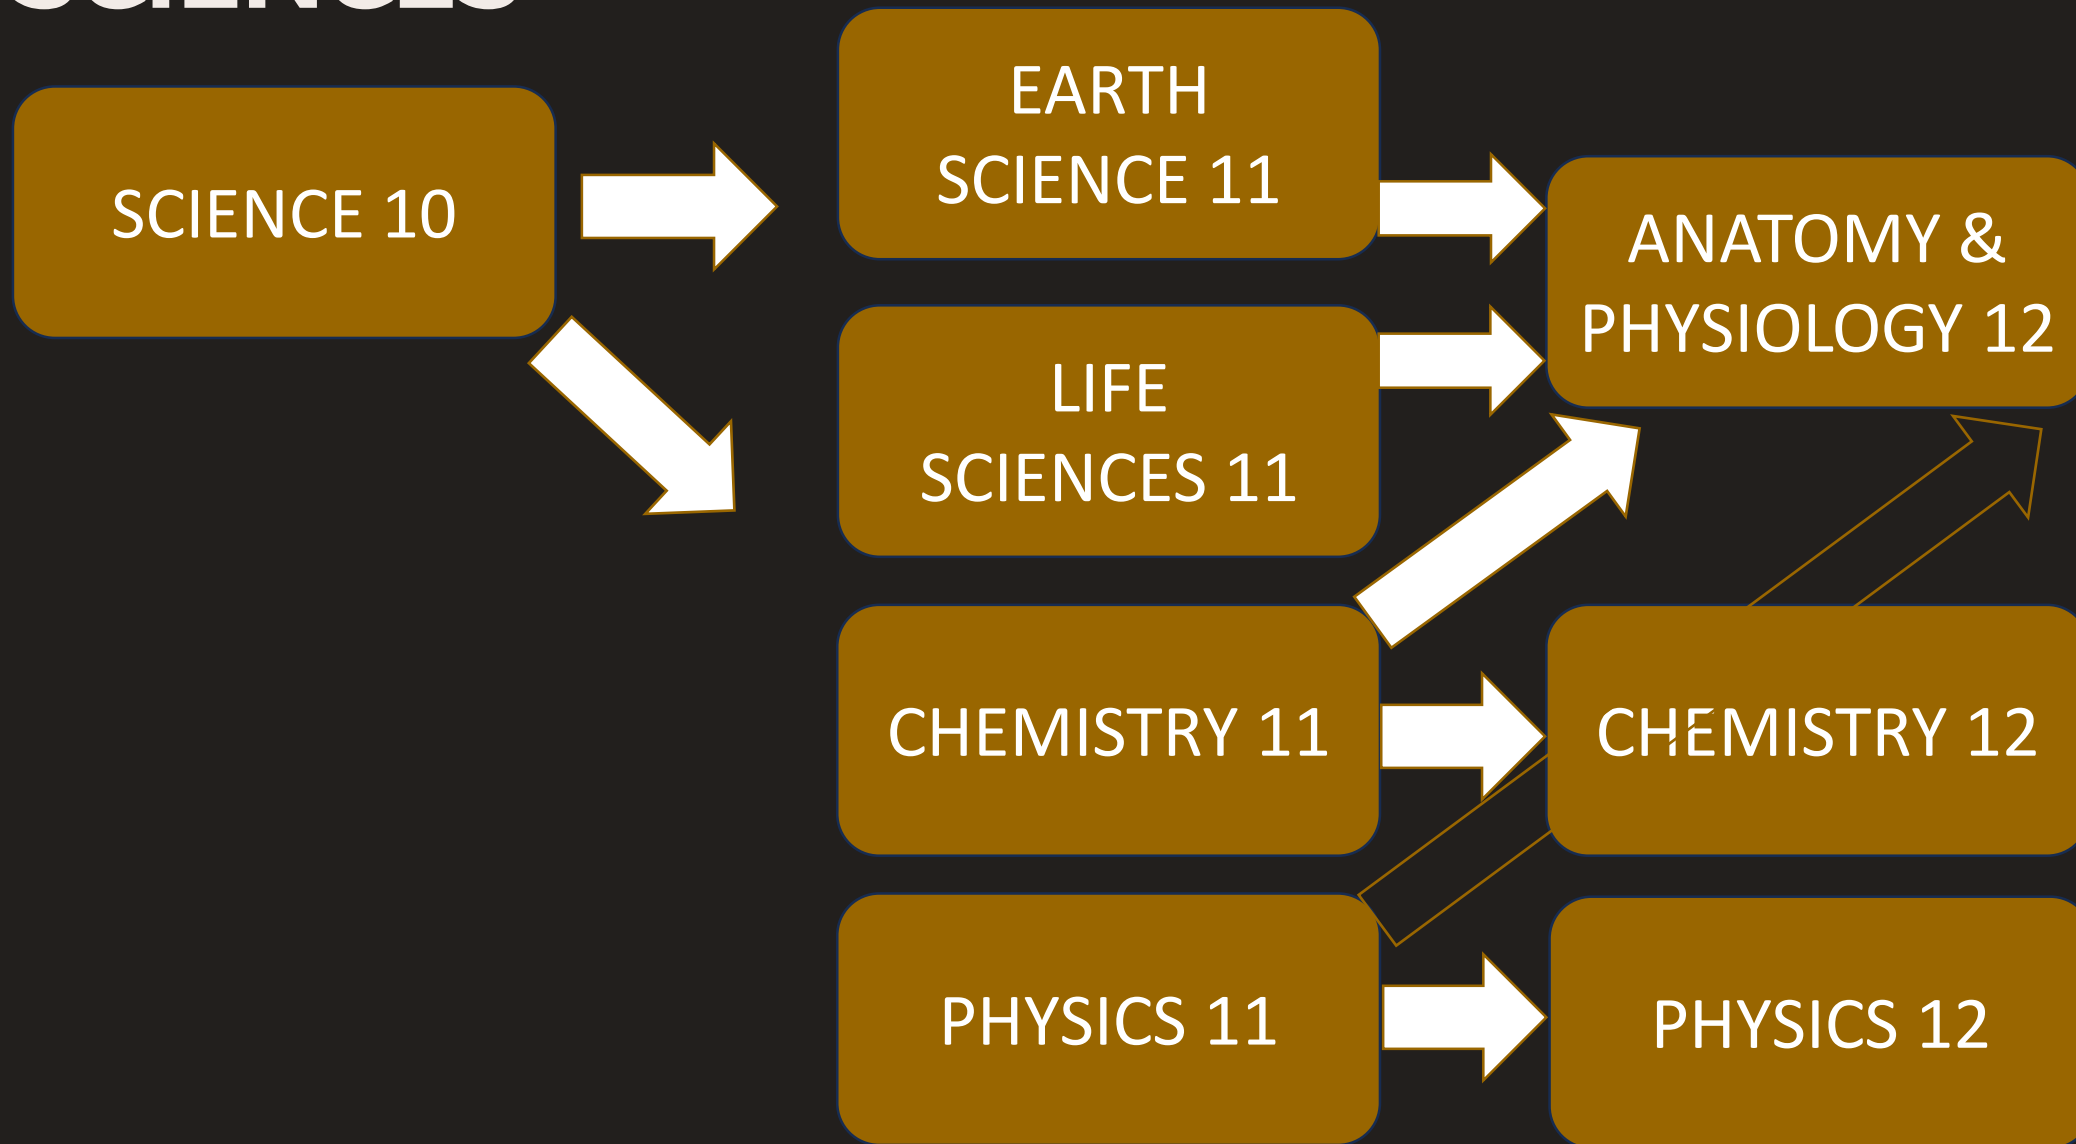 SCIENCES
SCIENCE 10
EARTH
SCIENCE 11
LIFE
SCIENCES 11
CHEMISTRY 11
PHYSICS 11
ANATOMY &
PHYSIOLOGY 12
CHEMISTRY 12
PHYSICS 12